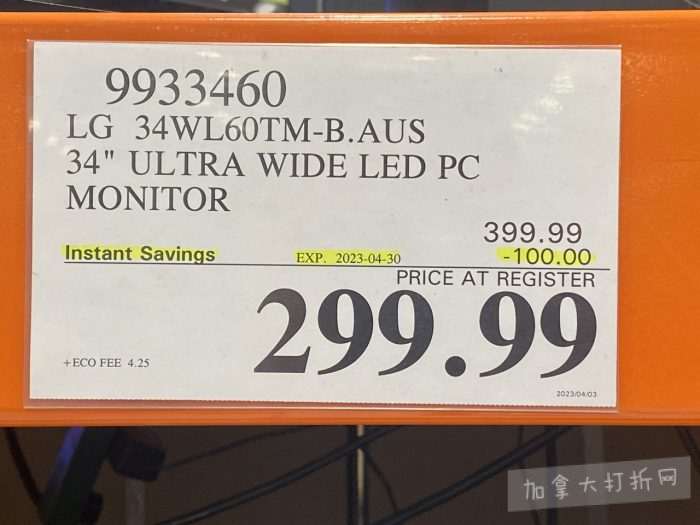 9933460
LG 34WL60TM-B.AUS
34" ULTRA WIDE LED PC
MONITOR
399.99
Instant Savings EXP. 2023-04-30 -100.00
PRICE AT REGISTER
299.99
+ECO FEE 4.25
2023/04/03
加拿大打折网